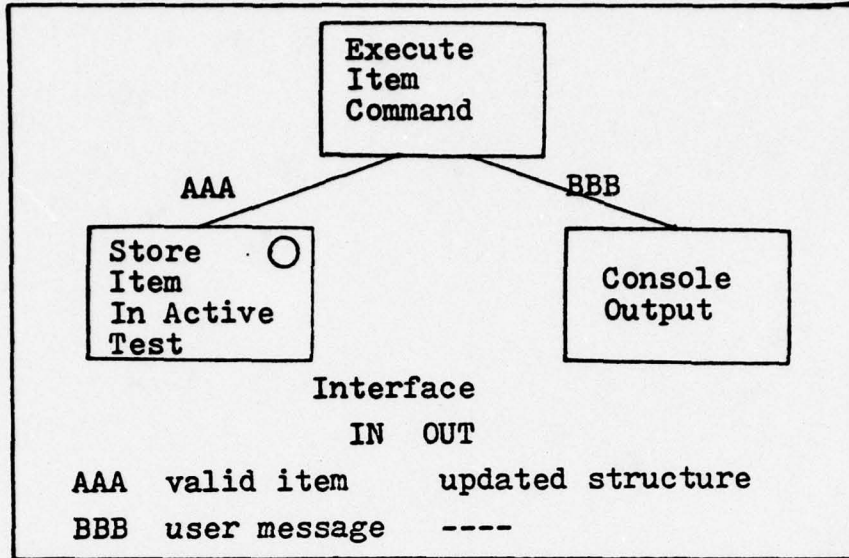 Execute
Item
Command
AAA
BBB
Store
Item
In Active
Test
Console
Output
Interface
IN OUT
AAA valid item updated structure
BBB user message ----